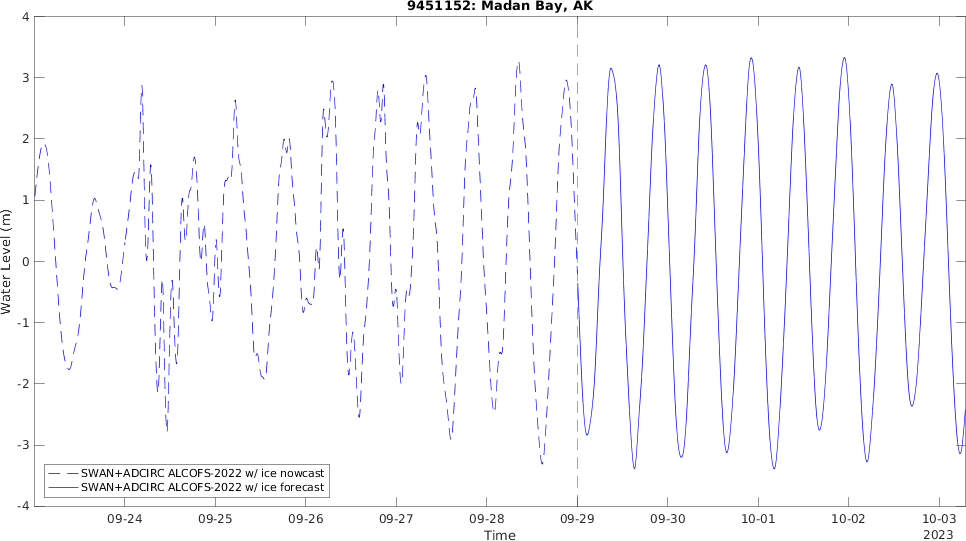 9451152: Madan Bay, AK
4
3
2
1
0
-1
-2
-3
-4
Water Level (m)
SWAN+ADCIRC ALCOFS-2022 w/ ice nowcast
SWAN+ADCIRC ALCOFS-2022 w/ ice forecast
09-24 09-25 09-26 09-27 09-28 09-29 09-30 10-01 10-02 10-03
Time 2023